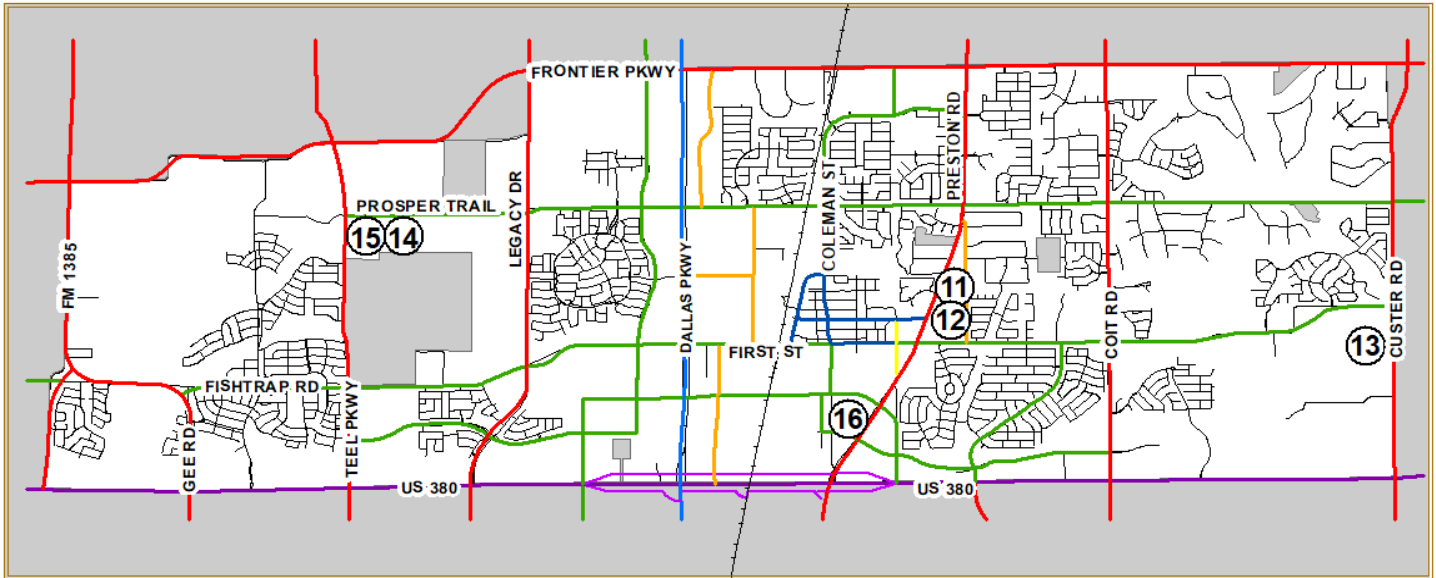 FRONTIER PKWY
PRESTON RD
COLEMAN ST
LEGACY DR
PROSPER TRAIL
15
14
DALLAS PKWY
FM 1385
11
12
COIT RD
CUSTER RD
13
FIRST ST
FISHTRAP RD
TEEL PKWY
GEE RD
16
US 380
US 380